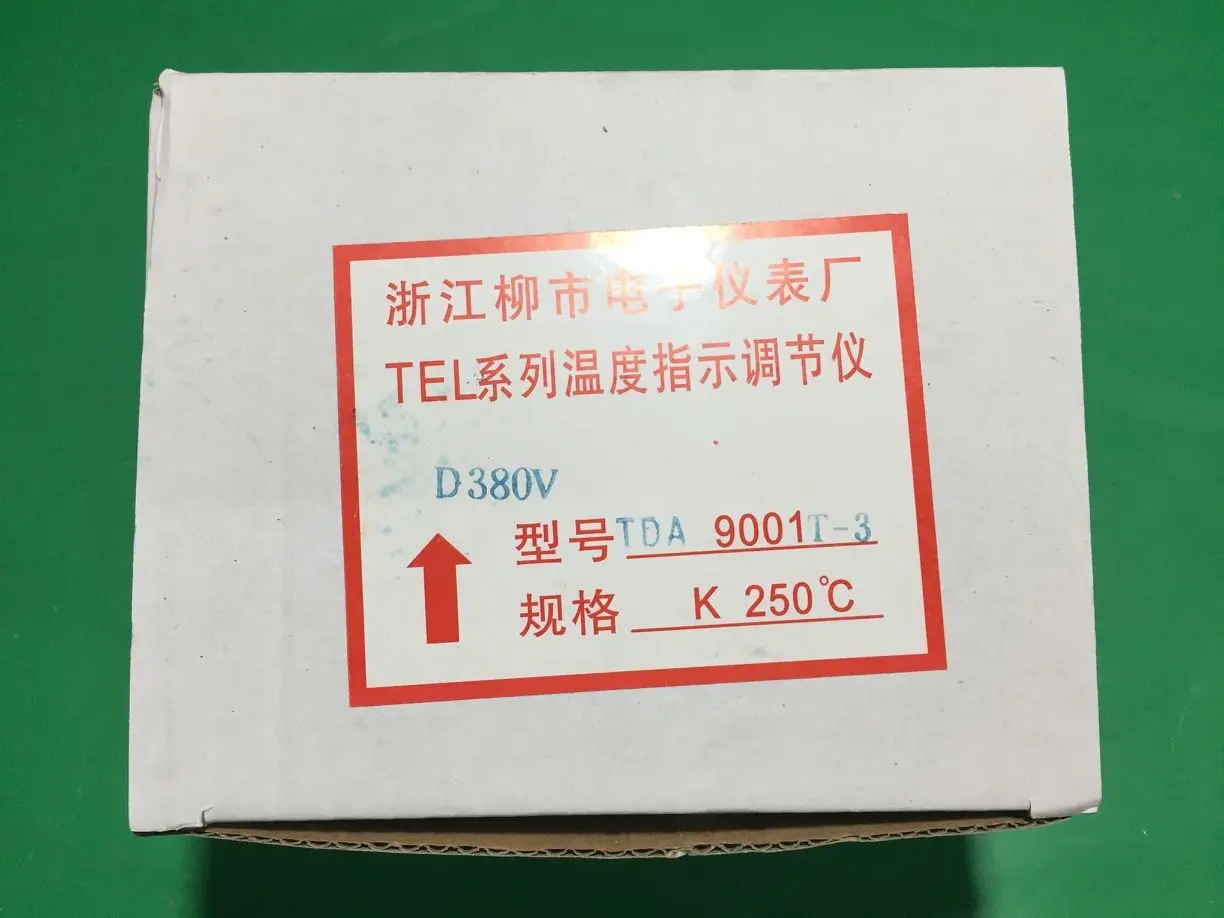 浙江柳市电子仪表厂
TEL系列温度指示调节仪
D380V
型号TDA 9001T-3
规格 K 250℃